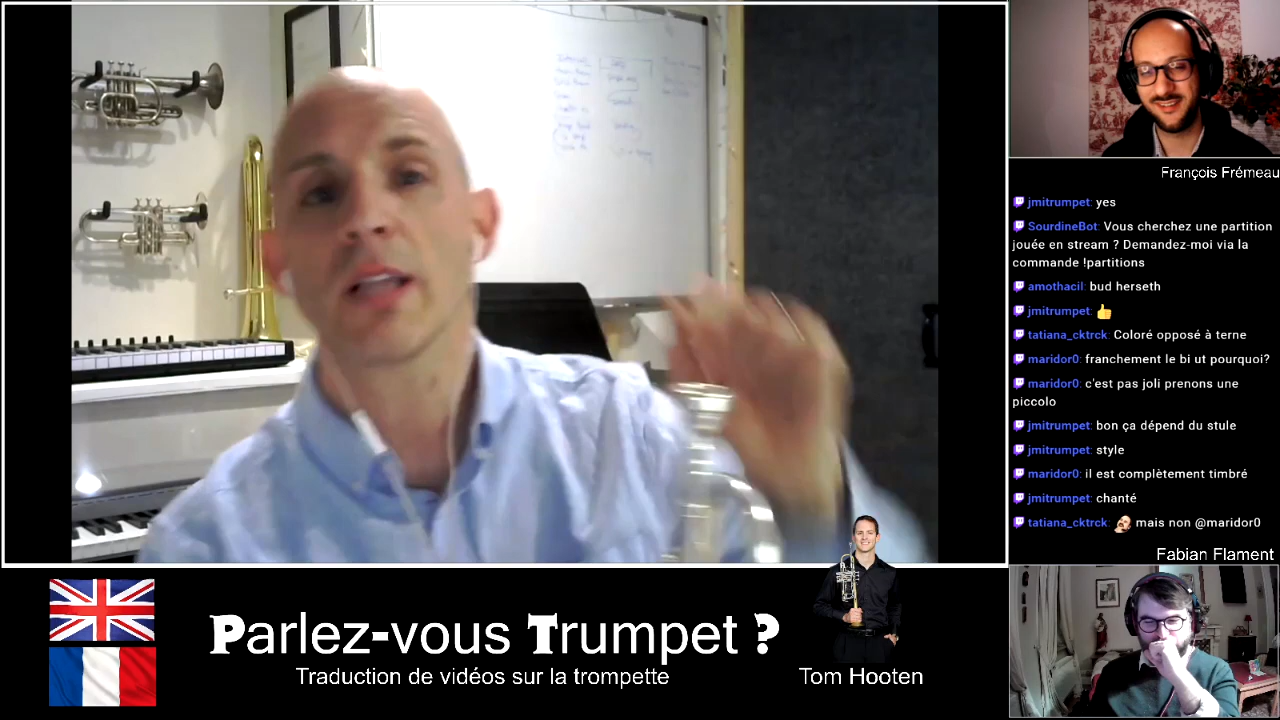 François Frémeau
jmitrumpet: yes
SourdineBot: Vous cherchez une partition
jouée en stream ? Demandez-moi via la
commande !partitions
amothacil: bud herseth
jmitrumpet: 👍
tatiana_cktrck: Coloré opposé à terne
maridor0: franchement le bi ut pourquoi?
maridor0: c'est pas joli prenons une
piccolo
jmitrumpet: bon ça dépend du stule
jmitrumpet: style
maridor0: il est complètement timbré
jmitrumpet: chanté
tatiana_cktrck: mais non @maridor0
Fabian Flament
Parlez-vous Trumpet ?
Traduction de vidéos sur la trompette
Tom Hooten